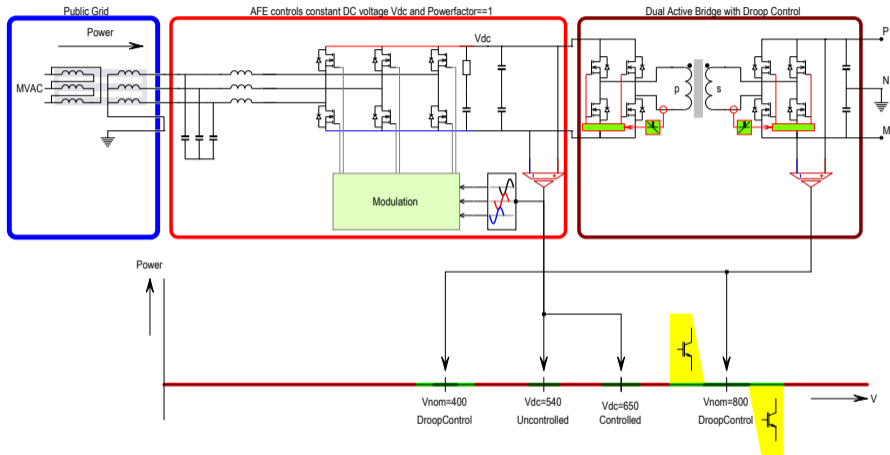 Public Grid
AFE controls constant DC voltage Vdc and Powerfactor==1
Dual Active Bridge with Droop Control
Power
MVAC
Vdc
p
s
P
N
M
Modulation
Power
V
Vnom=400
DroopControl
Vdc=540
Uncontrolled
Vdc=650
Controlled
Vnom=800
DroopControl